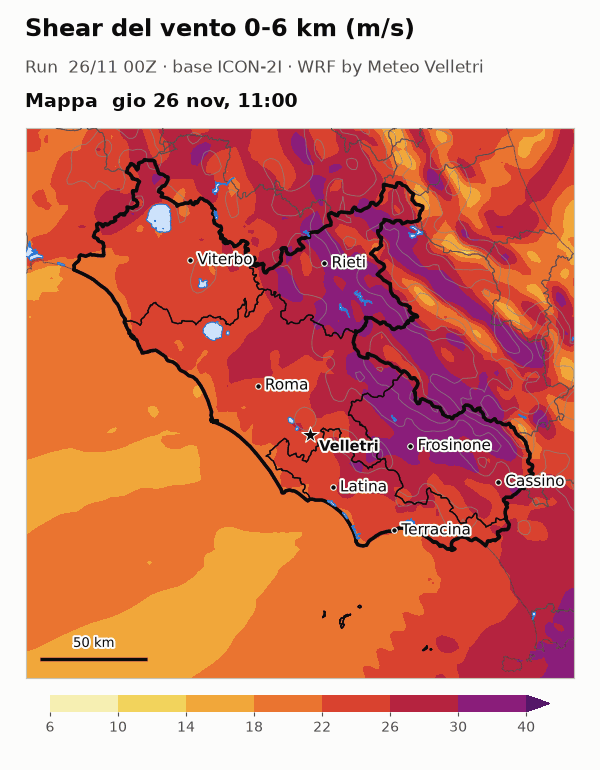 Shear del vento 0-6 km (m/s)
Run  26/11 00Z · base ICON-2I · WRF by Meteo Velletri
Mappa  gio 26 nov, 11:00
Viterbo
Rieti
Roma
Velletri
Frosinone
Latina
Cassino
Terracina
50 km
6 10 14 18 22 26 30 40